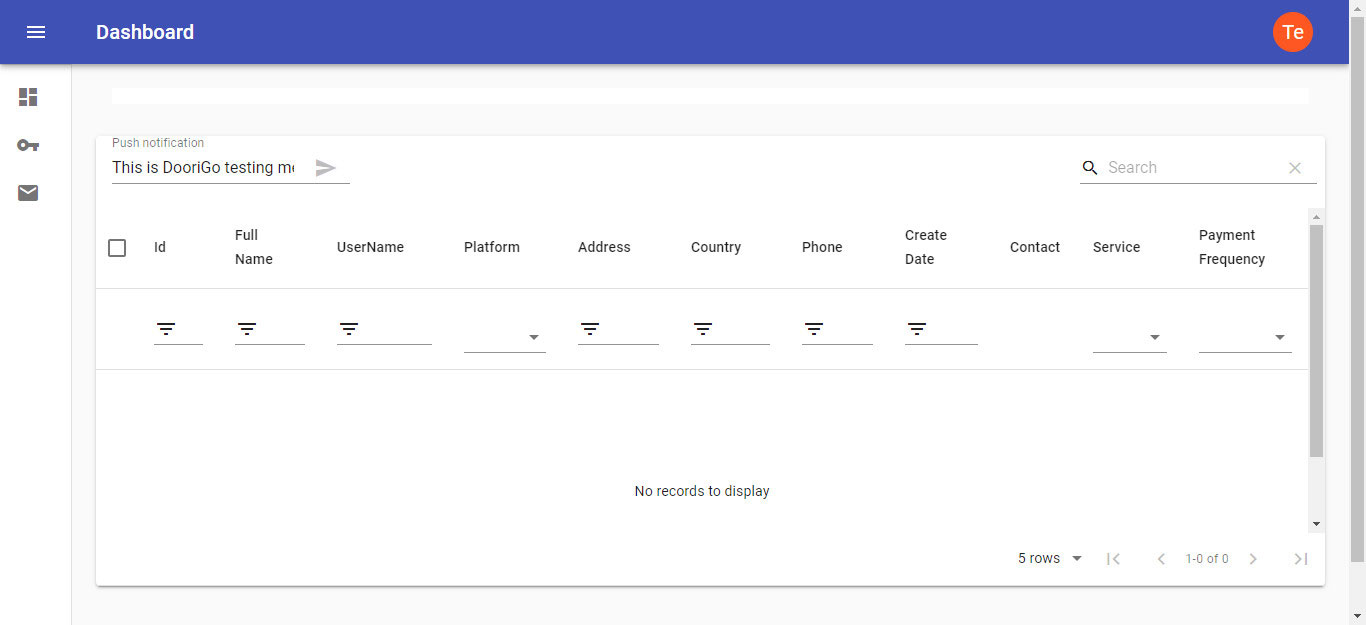 Dashboard
Te
Push notification
This is DooriGo testing
Search
Id
Full
Name
UserName
Platform
Address
Country
Phone
Create
Date
Contact
Service
Payment
Frequency
No records to display
5 rows
1-0 of 0